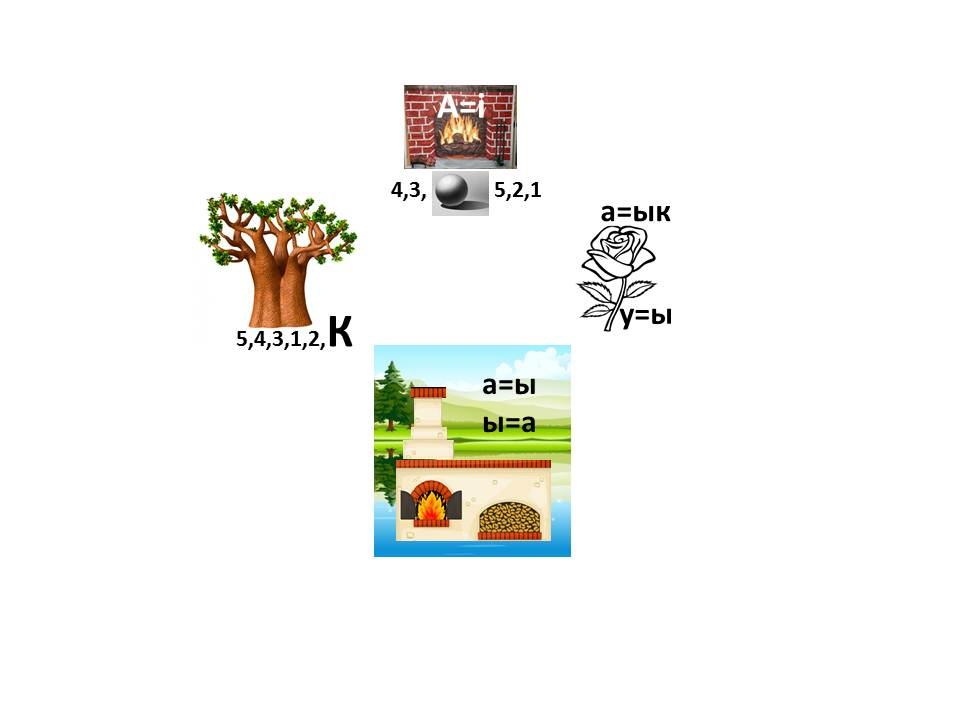 А=і
4,3, 5,2,1
а=ык
у=ы
5,4,3,1,2,К
а=ы
ы=а